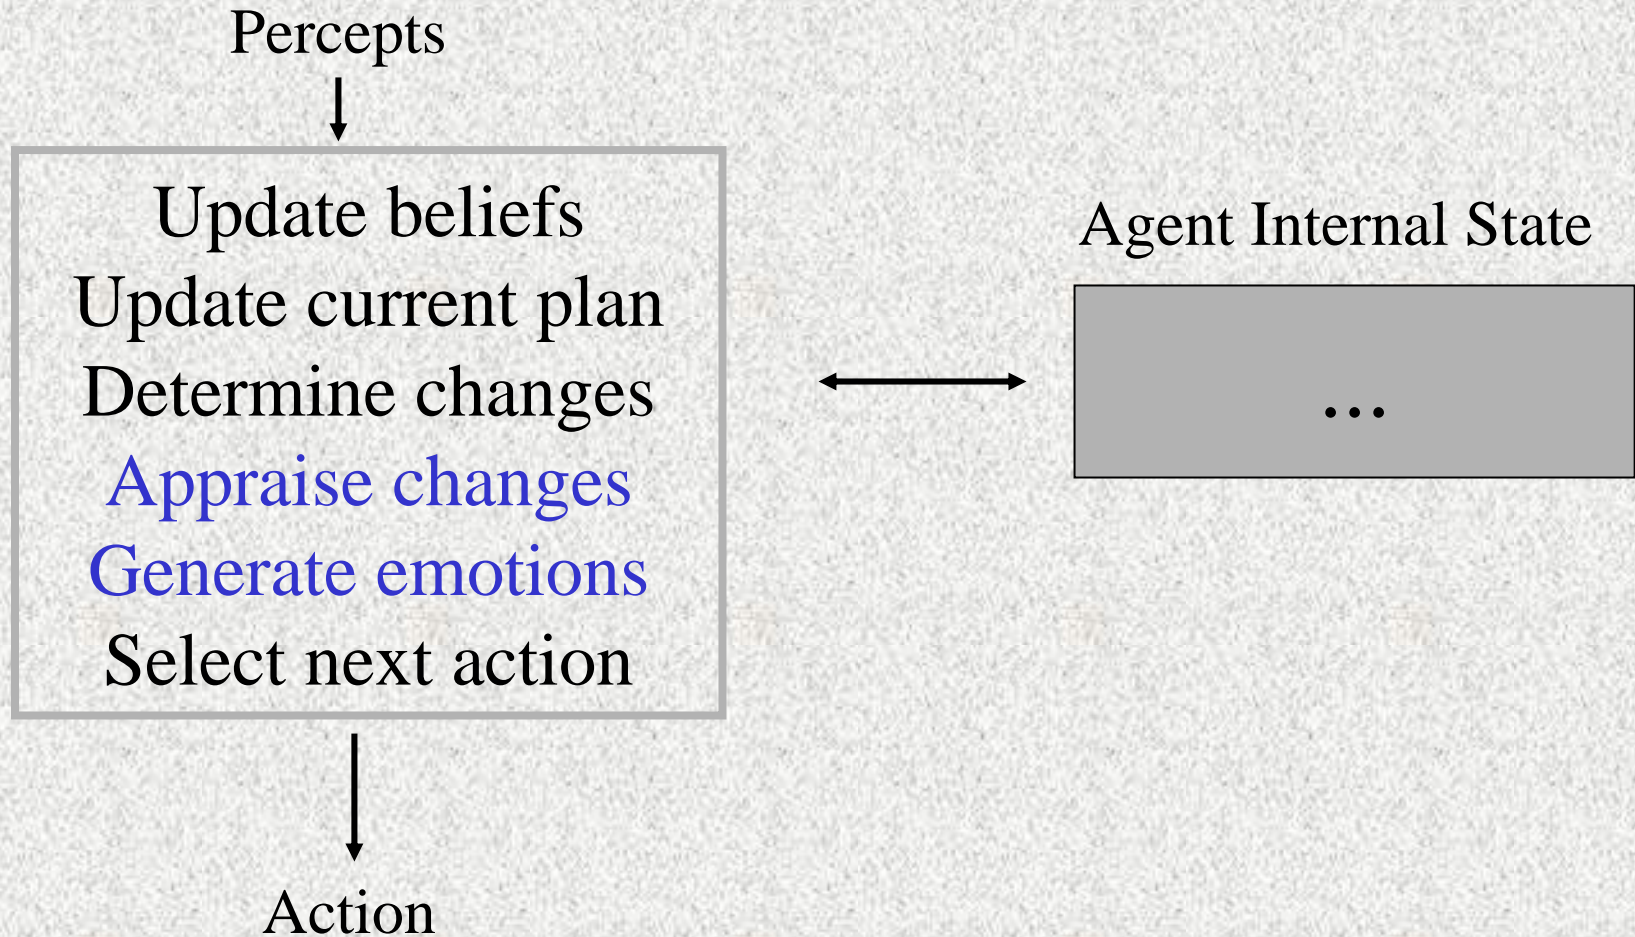 Percepts
Update beliefs
Update current plan
Determine changes
Appraise changes
Generate emotions
Select next action
Action
Agent Internal State
...